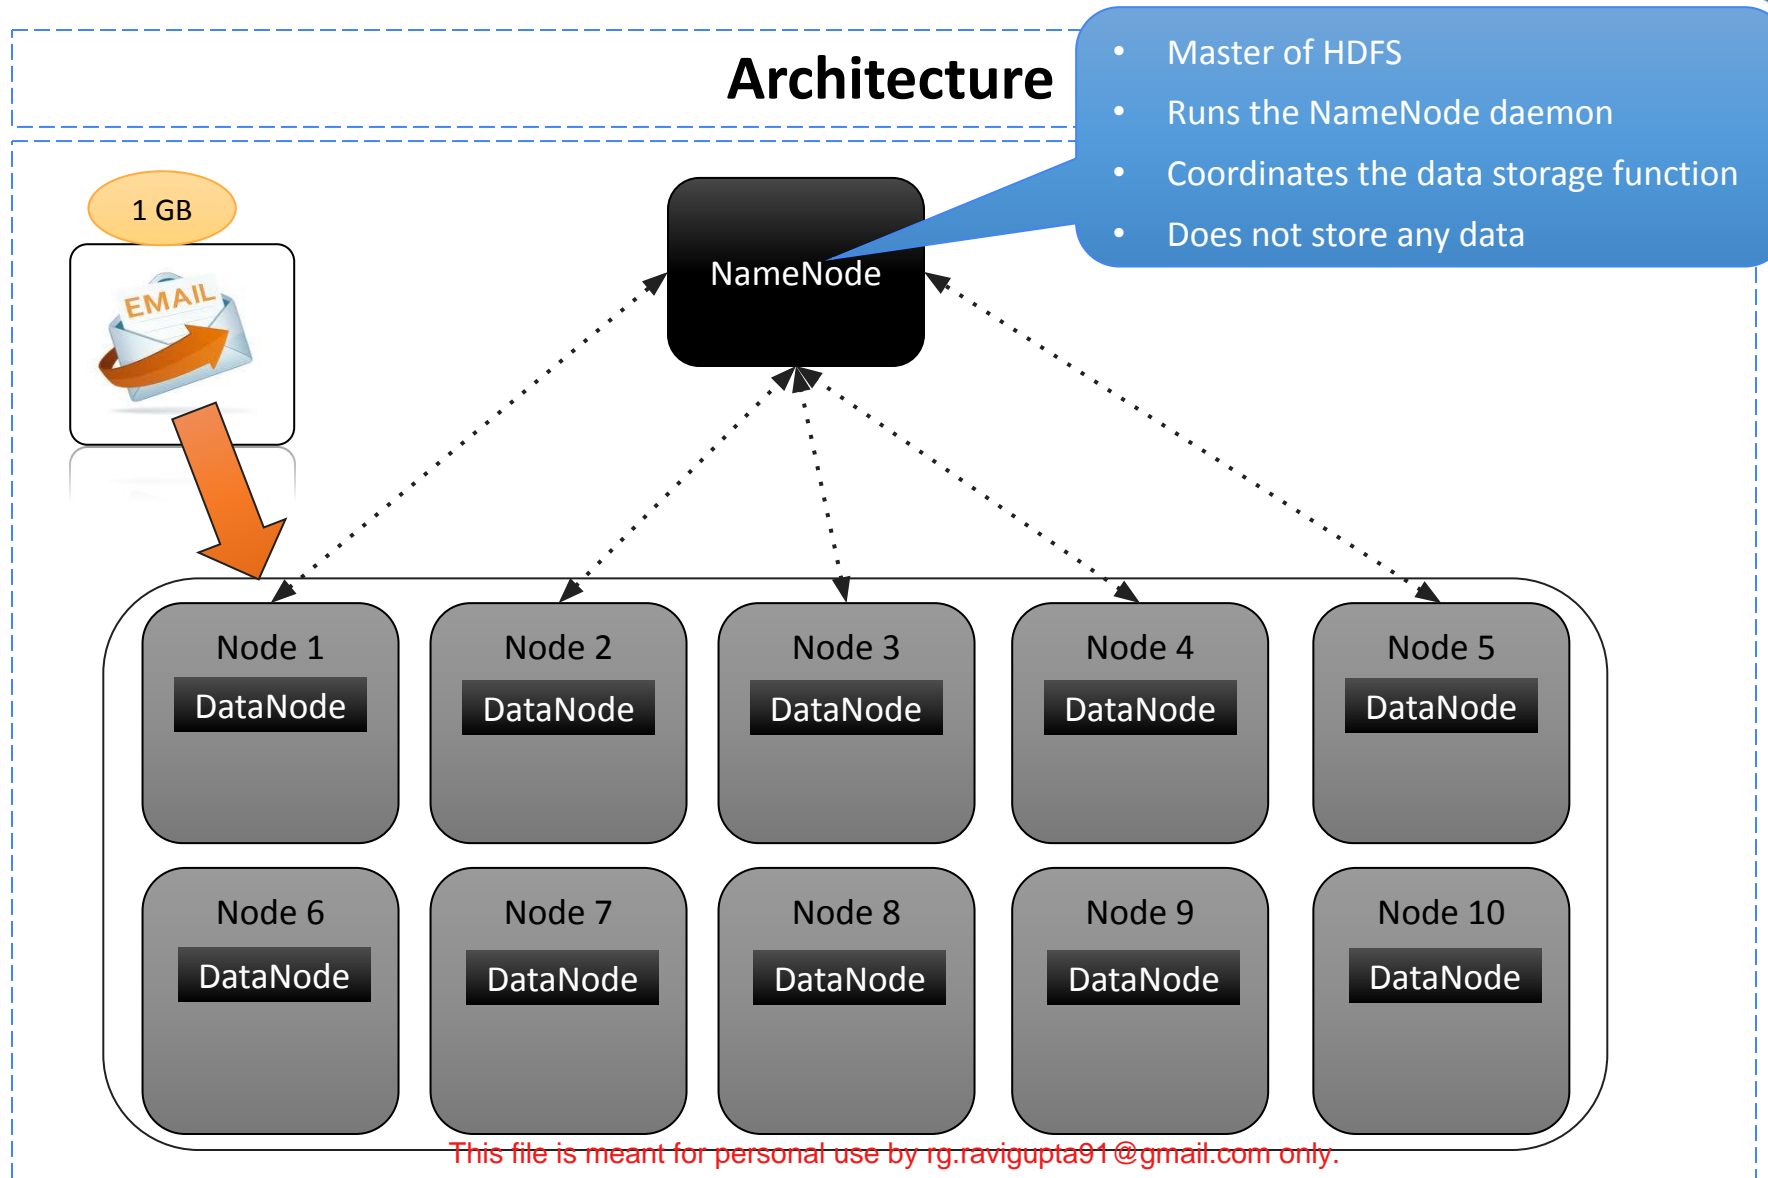 Architecture
• Master of HDFS
• Runs the NameNode daemon
• Coordinates the data storage function
• Does not store any data
1 GB
EMAIL
NameNode
Node 1
DataNode
Node 2
DataNode
Node 3
DataNode
Node 4
DataNode
Node 5
DataNode
Node 6
DataNode
Node 7
DataNode
Node 8
DataNode
Node 9
DataNode
Node 10
DataNode
This file is meant for personal use by rg.ravigupta91@gmail.com only.